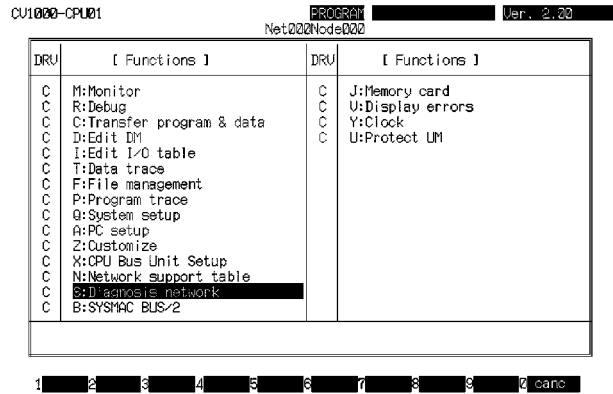 CV1000-CPU01 PROGRAM Ver. 2.00
Net000Node000
DRV [ Functions ] DRV [ Functions ]
C M:Monitor C J:Memory card
C R:Debug C V:Display errors
C C:Transfer program & data C Y:Clock
C D:Edit DM C U:Protect UM
C I:Edit I/O table
C T:Data trace
C F:File management
C P:Program trace
C Q:System setup
C A:PC setup
C Z:Customize
C X:CPU Bus Unit Setup
C N:Network support table
C S:Diagnosis network
C B:SYSMAC BUS/2
1 2 3 4 5 6 7 8 9 0 canc